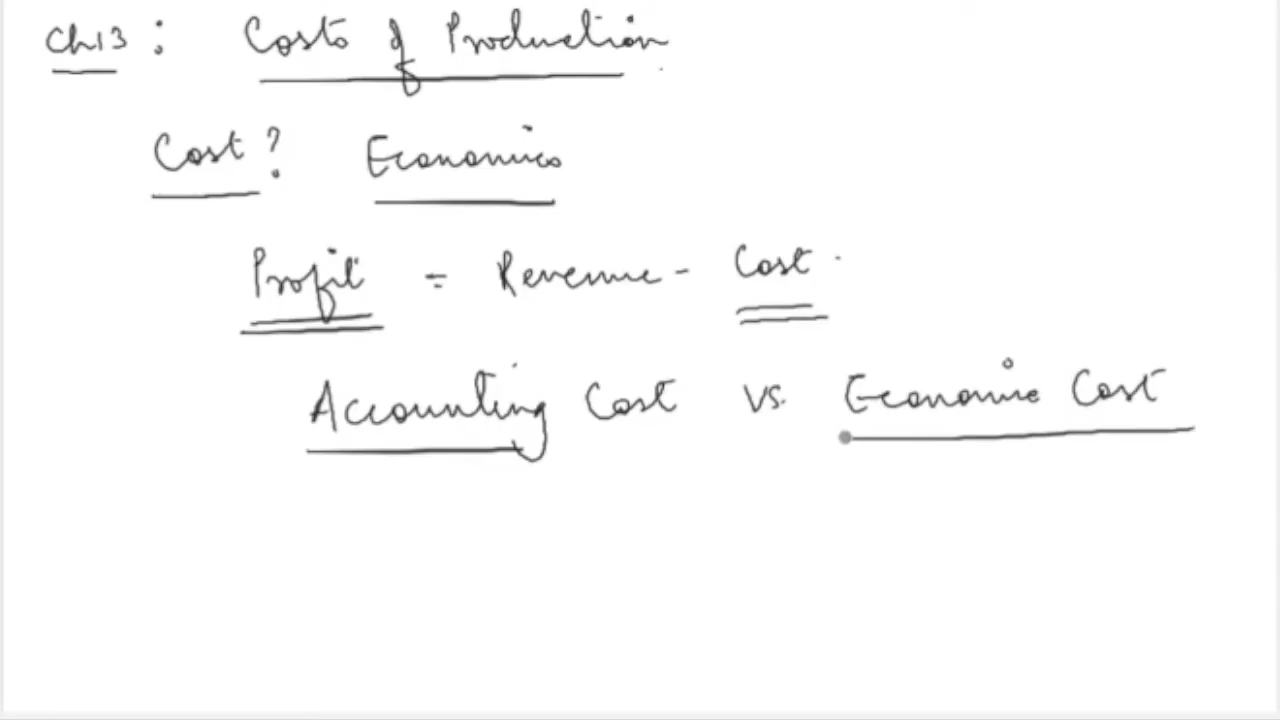 Ch13 : Costs of Production
Cost ? Economics
Profit = Revenue - Cost .
Accounting Cost vs. Economic Cost